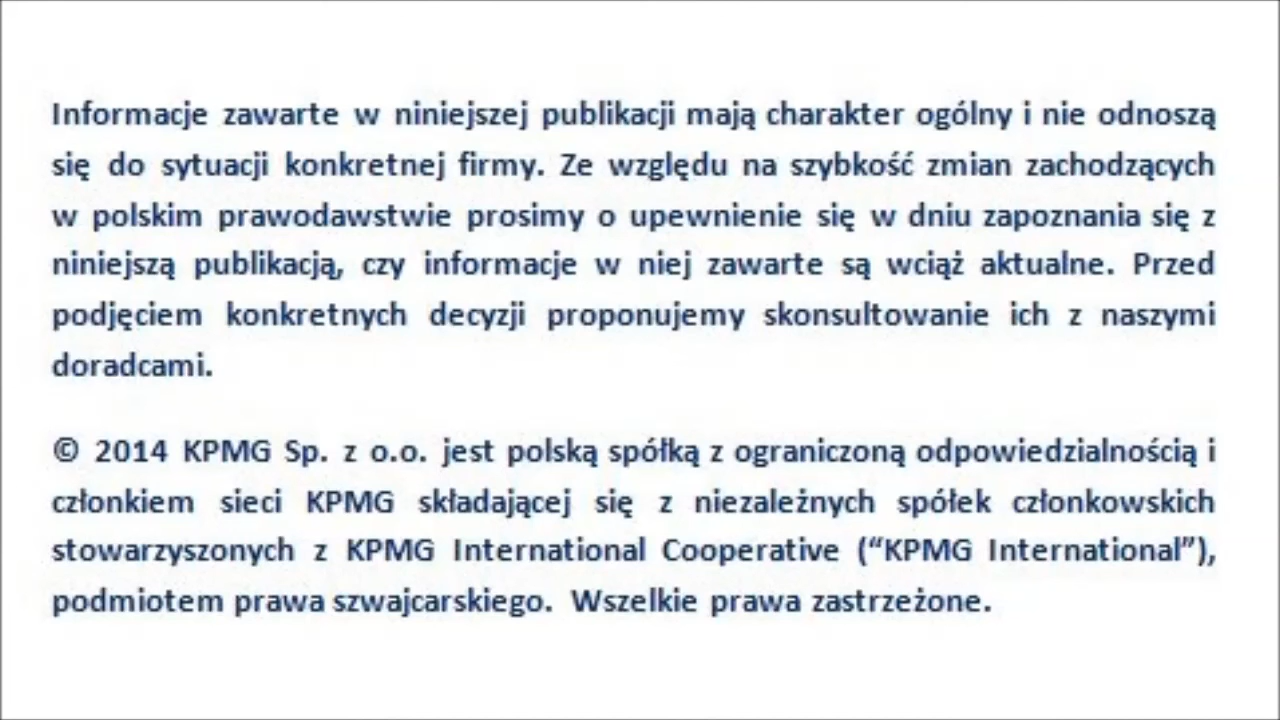 Informacje zawarte w niniejszej publikacji mają charakter ogólny i nie odnoszą
się do sytuacji konkretnej firmy. Ze względu na szybkość zmian zachodzących
w polskim prawodawstwie prosimy o upewnienie się w dniu zapoznania się z
niniejszą publikacją, czy informacje w niej zawarte są wciąż aktualne. Przed
podjęciem konkretnych decyzji proponujemy skonsultowanie ich z naszymi
doradcami.
© 2014 KPMG Sp. z o.o. jest polską spółką z ograniczoną odpowiedzialnością i
członkiem sieci KPMG składającej się z niezależnych spółek członkowskich
stowarzyszonych z KPMG International Cooperative (“KPMG International”),
podmiotem prawa szwajcarskiego. Wszelkie prawa zastrzeżone.